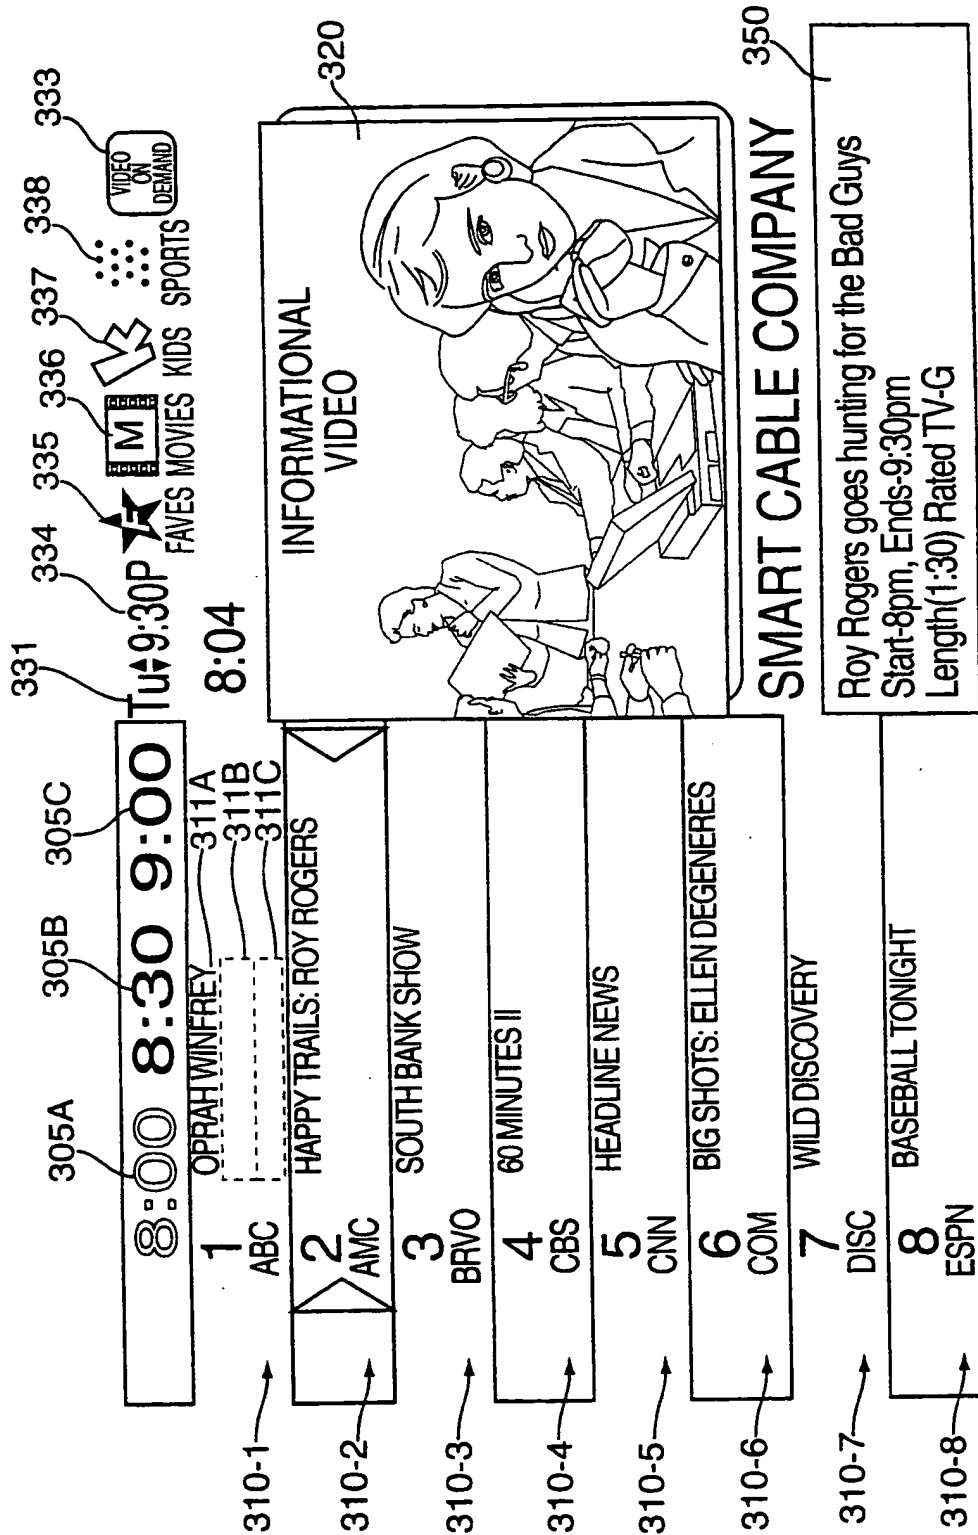 305A 305B 305C 331 334 335 336 337 338 333
8:00 8:30 9:00 Tu 9:30P
F M VIDEO ON DEMAND
FAVES MOVIES KIDS SPORTS
8:04
310-1 1 ABC OPRAH WINFREY 311A
311B
311C
310-2 2 AMC HAPPY TRAILS: ROY ROGERS
310-3 3 BRVO SOUTH BANK SHOW
310-4 4 CBS 60 MINUTES II
310-5 5 CNN HEADLINE NEWS
310-6 6 COM BIG SHOTS: ELLEN DEGENERES
310-7 7 DISC WILD DISCOVERY
310-8 8 ESPN BASEBALL TONIGHT
INFORMATIONAL
VIDEO
320
SMART CABLE COMPANY
350
Roy Rogers goes hunting for the Bad Guys
Start-8pm, Ends-9:30pm
Length(1:30) Rated TV-G